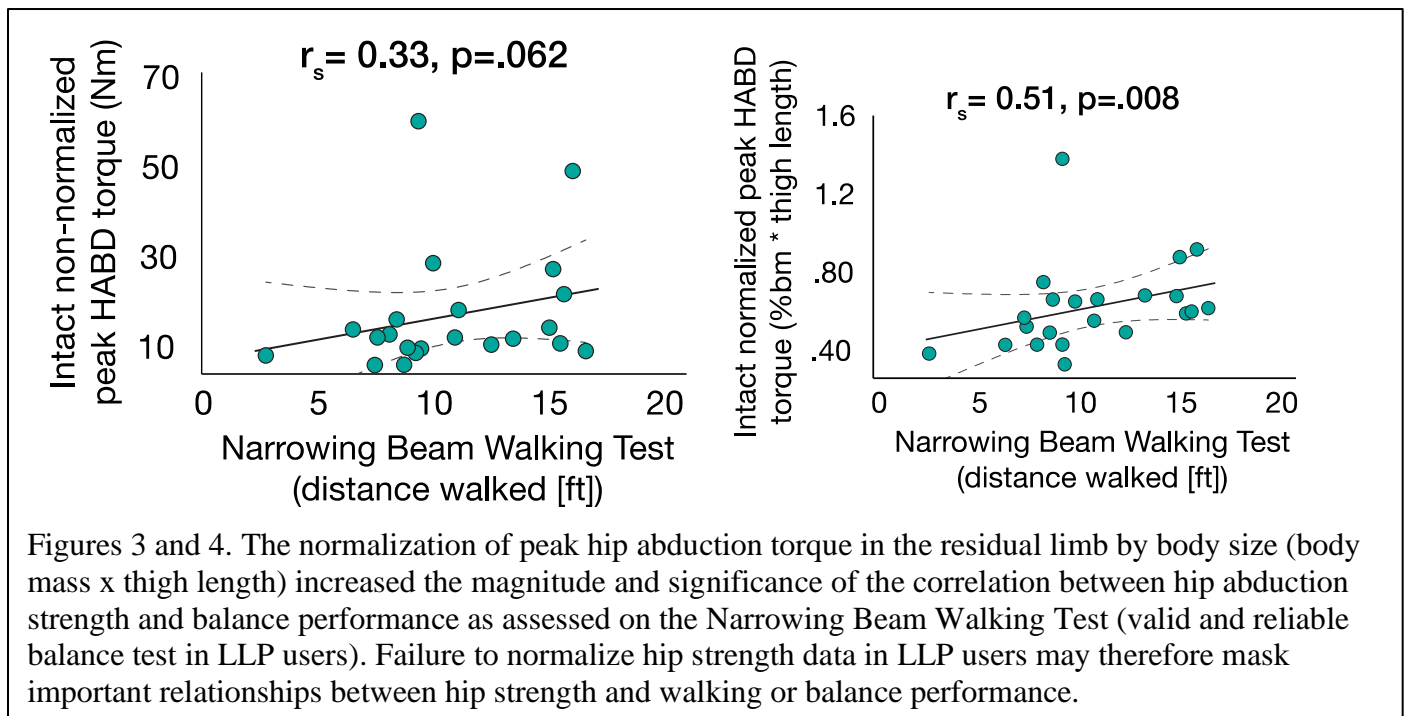 r_s= 0.33, p=.062
Intact non-normalized
peak HABD torque (Nm)
70
50
30
10
0 5 10 15 20
Narrowing Beam Walking Test
(distance walked [ft])
r_s= 0.51, p=.008
Intact normalized peak HABD
torque (%bm * thigh length)
1.6
1.2
.80
.40
0 5 10 15 20
Narrowing Beam Walking Test
(distance walked [ft])
Figures 3 and 4. The normalization of peak hip abduction torque in the residual limb by body size (body
mass x thigh length) increased the magnitude and significance of the correlation between hip abduction
strength and balance performance as assessed on the Narrowing Beam Walking Test (valid and reliable
balance test in LLP users). Failure to normalize hip strength data in LLP users may therefore mask
important relationships between hip strength and walking or balance performance.